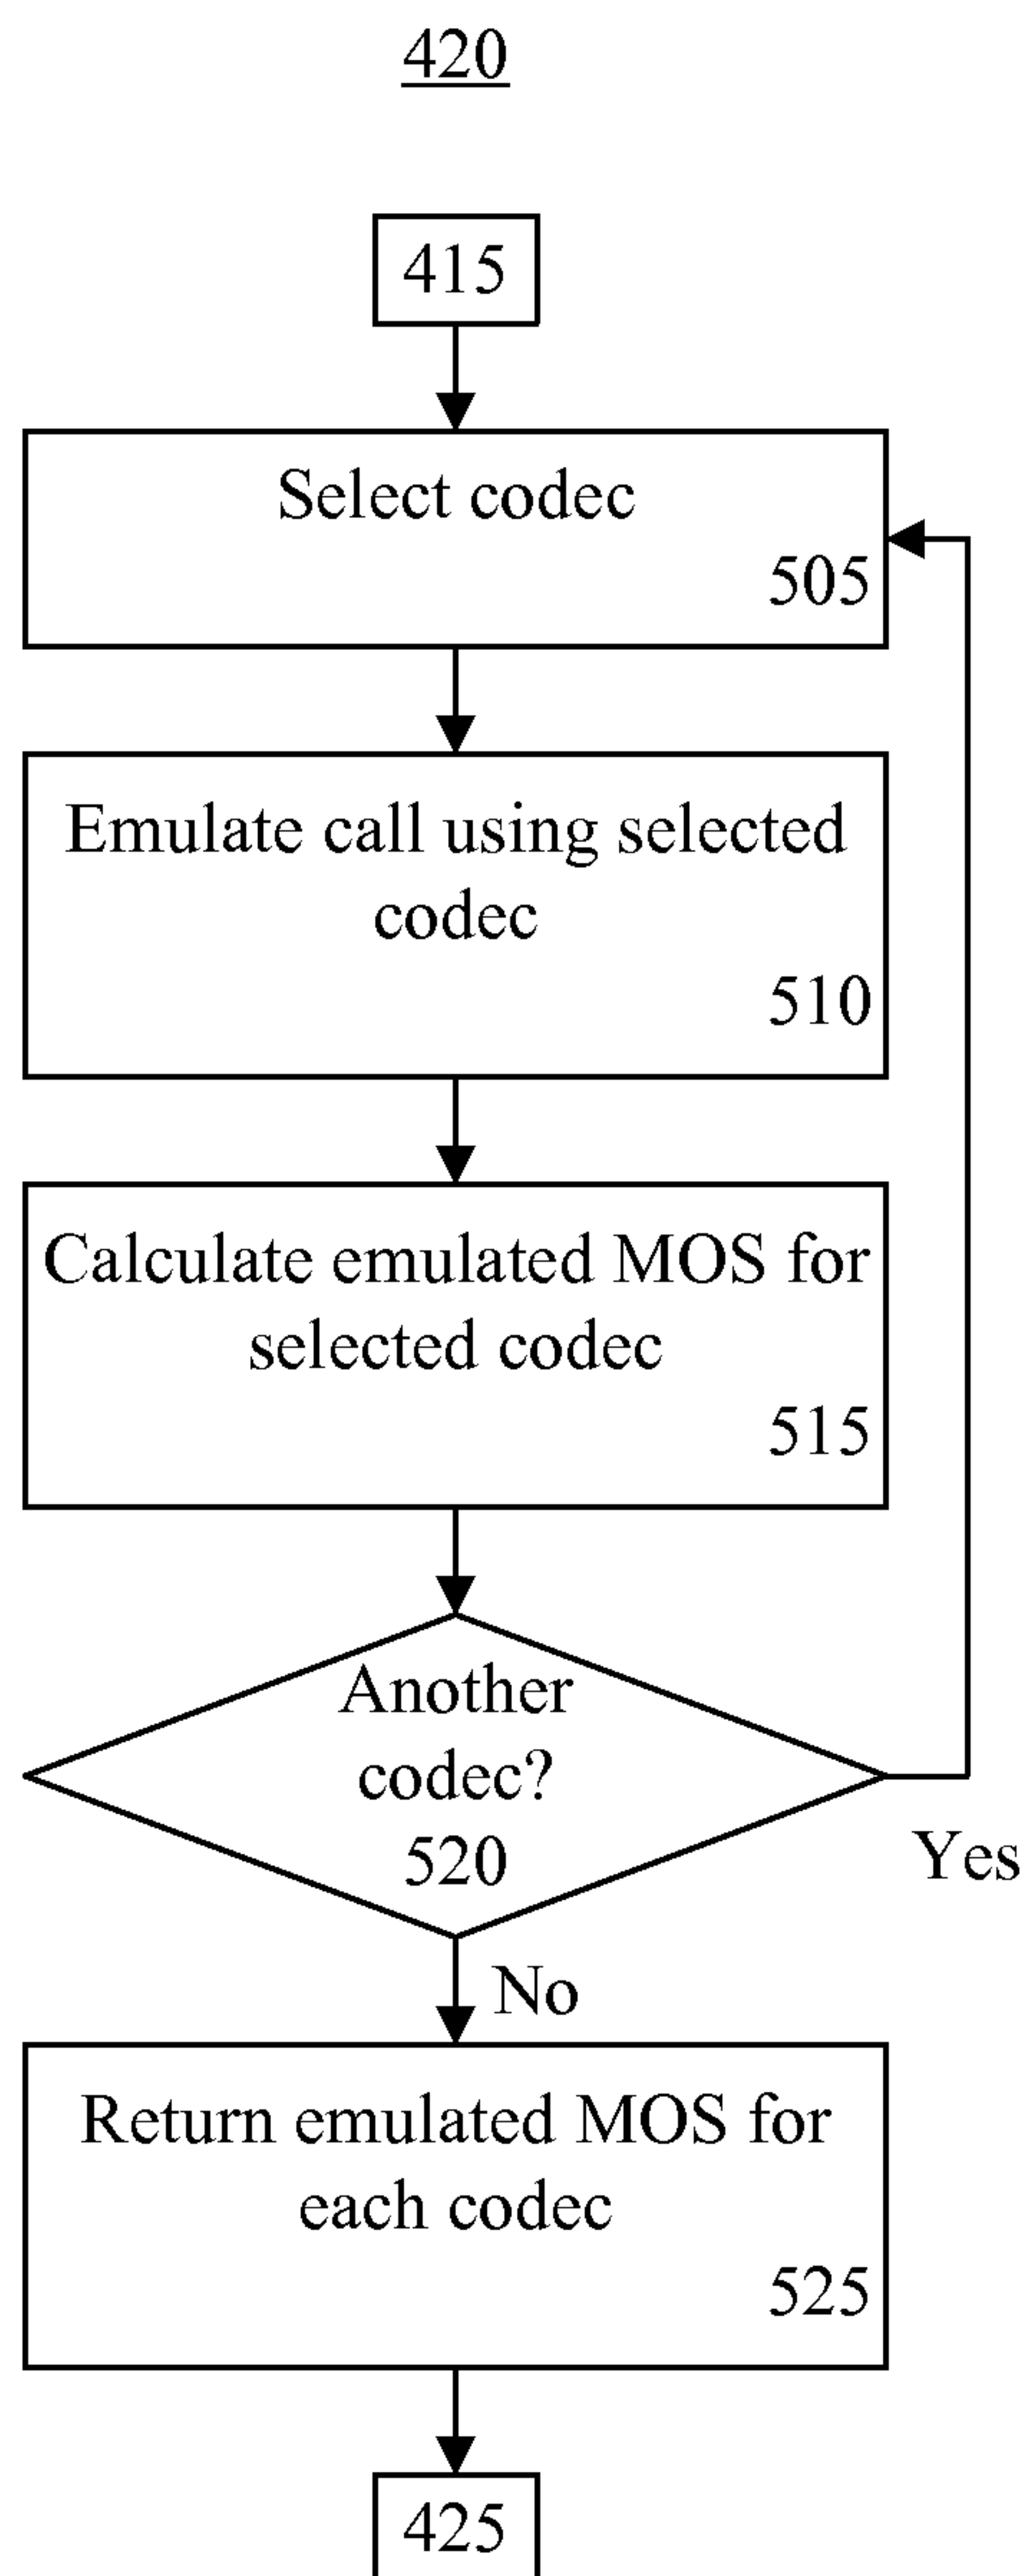 420
415
Select codec
505
Emulate call using selected
codec
510
Calculate emulated MOS for
selected codec
515
Another
codec?
520
Yes
No
Return emulated MOS for
each codec
525
425